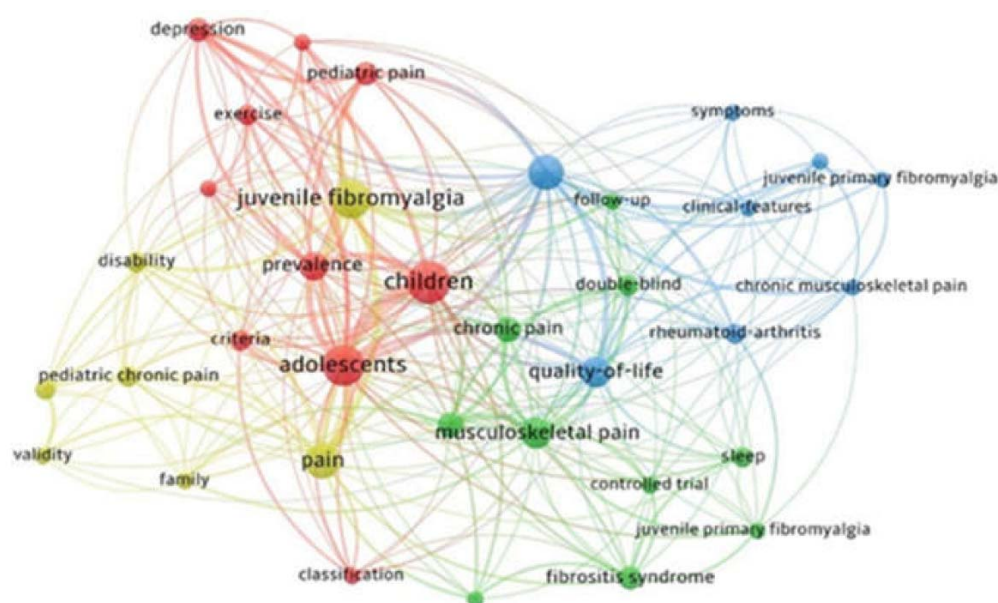 depression
pediatric pain
exercise
symptoms
juvenile primary fibromyalgia
juvenile fibromyalgia
follow-up
clinical-features
disability
prevalence
children
double-blind
chronic musculoskeletal pain
chronic pain
rheumatoid-arthritis
criteria
adolescents
quality-of-life
pediatric chronic pain
musculoskeletal pain
validity
pain
sleep
family
controlled trial
juvenile primary fibromyalgia
classification
fibrositis syndrome